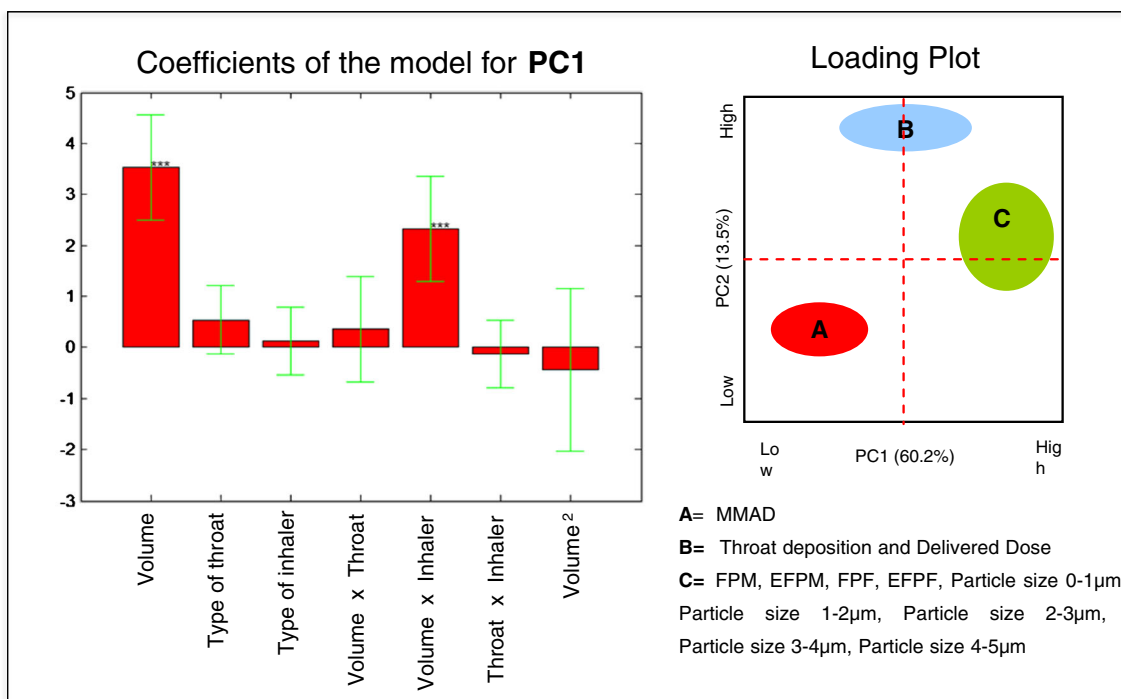 Coefficients of the model for PC1
5
4
3
2
1
0
-1
-2
-3
***
***
Volume
Type of throat
Type of inhaler
Volume x Throat
Volume x Inhaler
Throat x Inhaler
Volume²
Loading Plot
High
PC2 (13.5%)
Low
B
C
A
Lo
w
PC1 (60.2%)
Hig
h
A= MMAD
B= Throat deposition and Delivered Dose
C= FPM, EFPM, FPF, EFPF, Particle size 0-1µm
Particle size 1-2µm, Particle size 2-3µm,
Particle size 3-4µm, Particle size 4-5µm